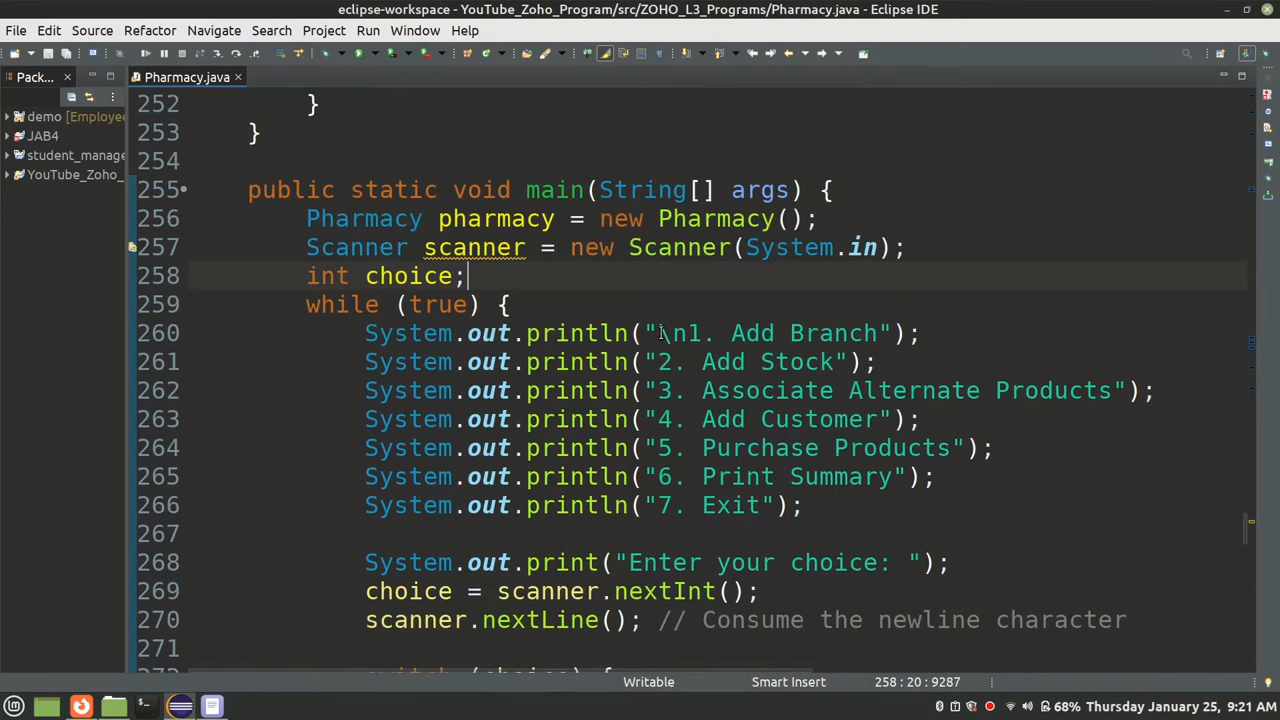 eclipse-workspace - YouTube_Zoho_Program/src/ZOHO_L3_Programs/Pharmacy.java - Eclipse IDE
File Edit Source Refactor Navigate Search Project Run Window Help
Pack...
Pharmacy.java
demo [Employee
JAB4
student_manage
YouTube_Zoho_
252 }
253 }
254
255 public static void main(String[] args) {
256 Pharmacy pharmacy = new Pharmacy();
257 Scanner scanner = new Scanner(System.in);
258 int choice;
259 while (true) {
260 System.out.println("\n1. Add Branch");
261 System.out.println("2. Add Stock");
262 System.out.println("3. Associate Alternate Products");
263 System.out.println("4. Add Customer");
264 System.out.println("5. Purchase Products");
265 System.out.println("6. Print Summary");
266 System.out.println("7. Exit");
267
268 System.out.print("Enter your choice: ");
269 choice = scanner.nextInt();
270 scanner.nextLine(); // Consume the newline character
271
Writable Smart Insert 258 : 20 : 9287
68% Thursday January 25, 9:21 AM